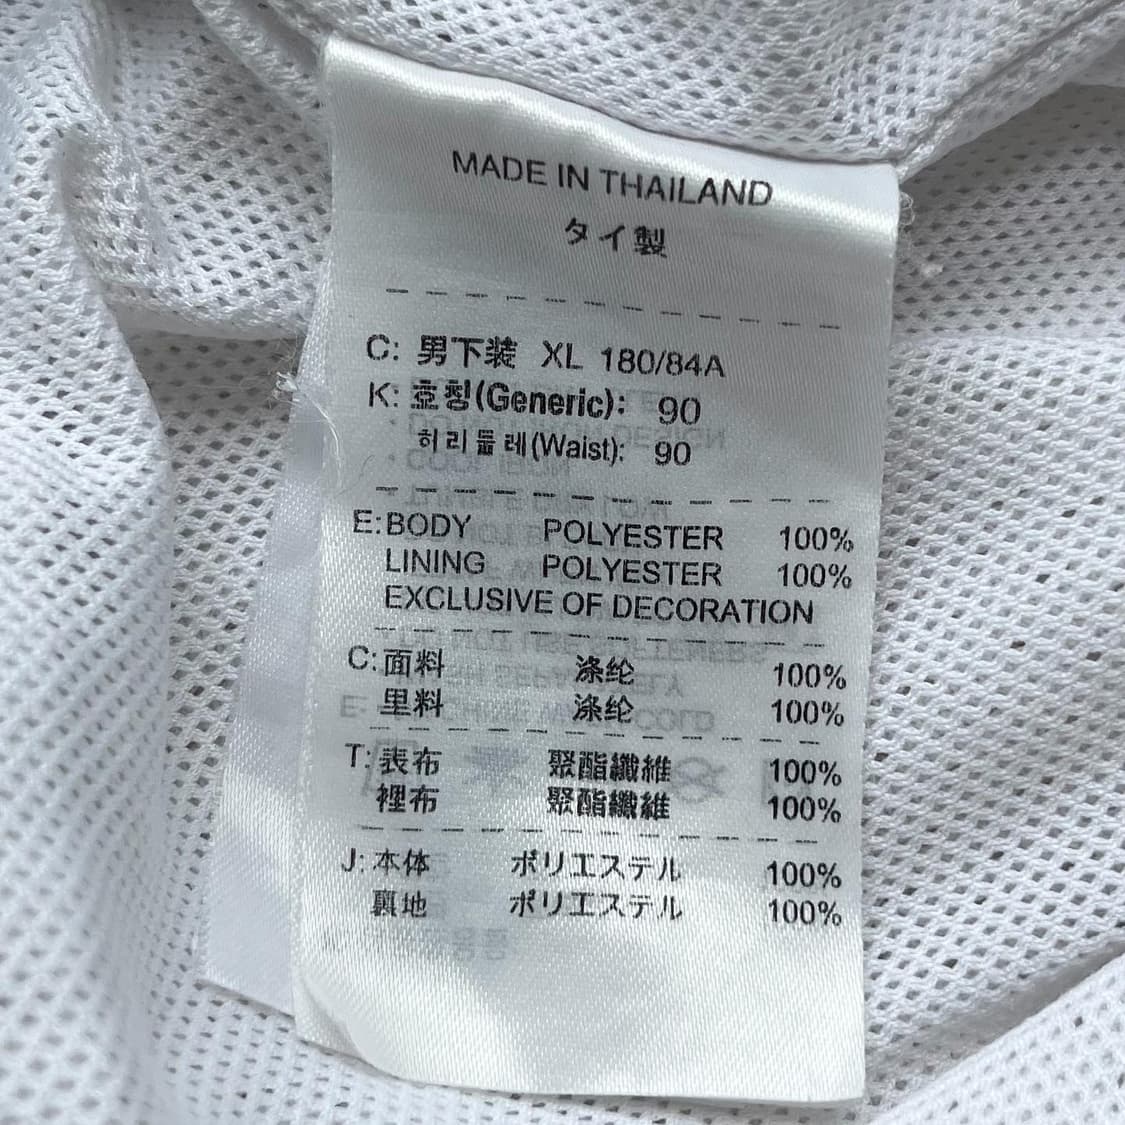 MADE IN THAILAND
タイ製
C: 男下装 XL 180/84A
K: 호칭(Generic): 90
허리둘레(Waist): 90
E: BODY POLYESTER 100%
LINING POLYESTER 100%
EXCLUSIVE OF DECORATION
C: 面料 涤纶 100%
里料 涤纶 100%
T: 表布 聚酯纖維 100%
裡布 聚酯纖維 100%
J: 本体 ポリエステル 100%
裏地 ポリエステル 100%